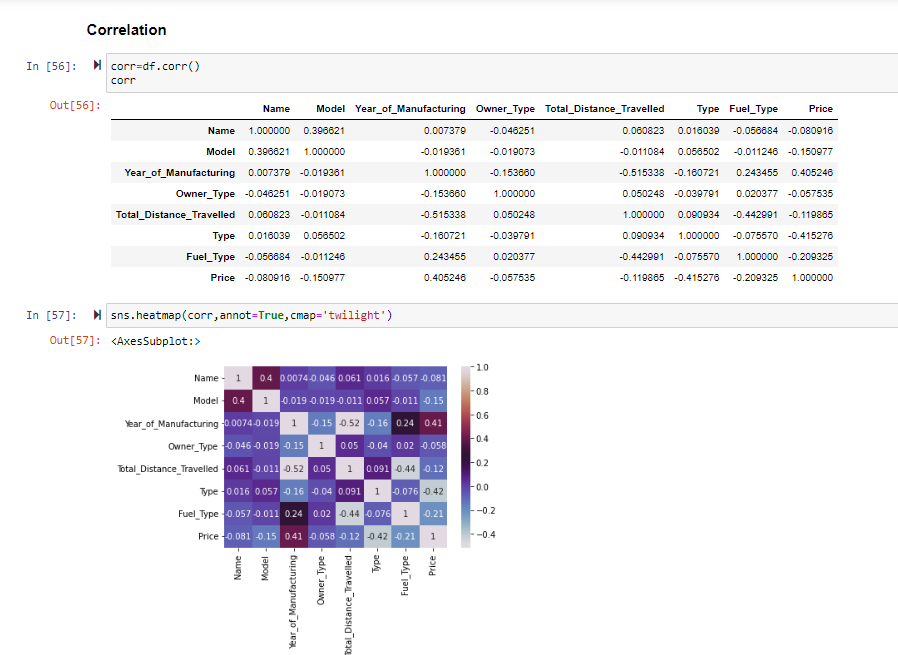 Correlation
In [56]: corr=df.corr()
corr
Out[56]:
Name Model Year_of_Manufacturing Owner_Type Total_Distance_Travelled Type Fuel_Type Price
Name 1.000000 0.396621 0.007379 -0.046251 0.060823 0.016039 -0.056684 -0.080916
Model 0.396621 1.000000 -0.019361 -0.019073 -0.011084 0.056502 -0.011246 -0.150977
Year_of_Manufacturing 0.007379 -0.019361 1.000000 -0.153660 -0.515338 -0.160721 0.243455 0.405246
Owner_Type -0.046251 -0.019073 -0.153660 1.000000 0.050248 -0.039791 0.020377 -0.057535
Total_Distance_Travelled 0.060823 -0.011084 -0.515338 0.050248 1.000000 0.090934 -0.442991 -0.119865
Type 0.016039 0.056502 -0.160721 -0.039791 0.090934 1.000000 -0.075570 -0.415276
Fuel_Type -0.056684 -0.011246 0.243455 0.020377 -0.442991 -0.075570 1.000000 -0.209325
Price -0.080916 -0.150977 0.405246 -0.057535 -0.119865 -0.415276 -0.209325 1.000000
In [57]: sns.heatmap(corr,annot=True,cmap='twilight')
Out[57]: <AxesSubplot:>
Name 1 0.4 0.0074 -0.046 0.061 0.016 -0.057 -0.081
Model 0.4 1 -0.019 -0.019 -0.011 0.057 -0.011 -0.15
Year_of_Manufacturing 0.0074 -0.019 1 -0.15 -0.52 -0.16 0.24 0.41
Owner_Type -0.046 -0.019 -0.15 1 0.05 -0.04 0.02 -0.058
Total_Distance_Travelled 0.061 -0.011 -0.52 0.05 1 0.091 -0.44 -0.12
Type 0.016 0.057 -0.16 -0.04 0.091 1 -0.076 -0.42
Fuel_Type -0.057 -0.011 0.24 0.02 -0.44 -0.076 1 -0.21
Price -0.081 -0.15 0.41 -0.058 -0.12 -0.42 -0.21 1
Name Model Year_of_Manufacturing Owner_Type Total_Distance_Travelled Type Fuel_Type Price
1.0
0.8
0.6
0.4
0.2
0.0
−0.2
−0.4